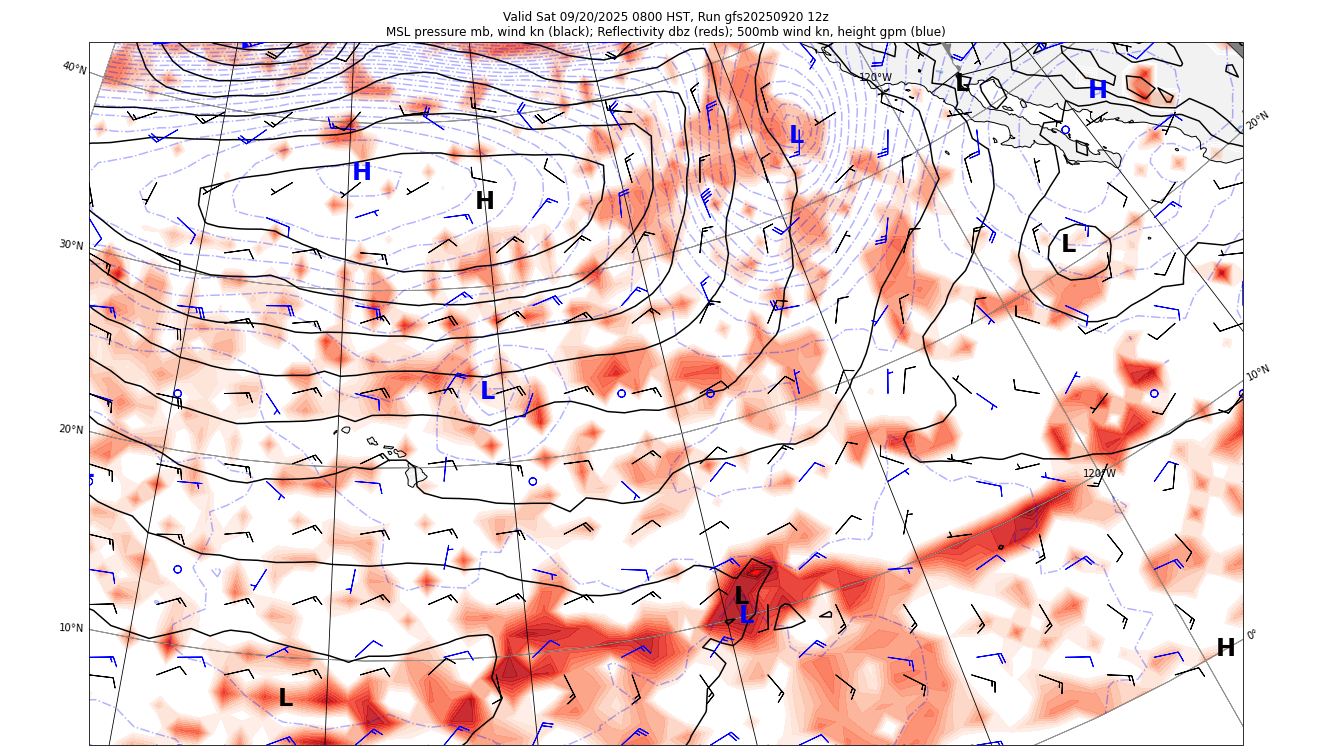 Valid Sat 09/20/2025 0800 HST, Run gfs20250920 12z
MSL pressure mb, wind kn (black); Reflectivity dbz (reds); 500mb wind kn, height gpm (blue)
40°N
120°W
L
H
20°N
L
H
H
30°N
L
10°N
L
20°N
120°W
L
L
10°N
0°
H
L